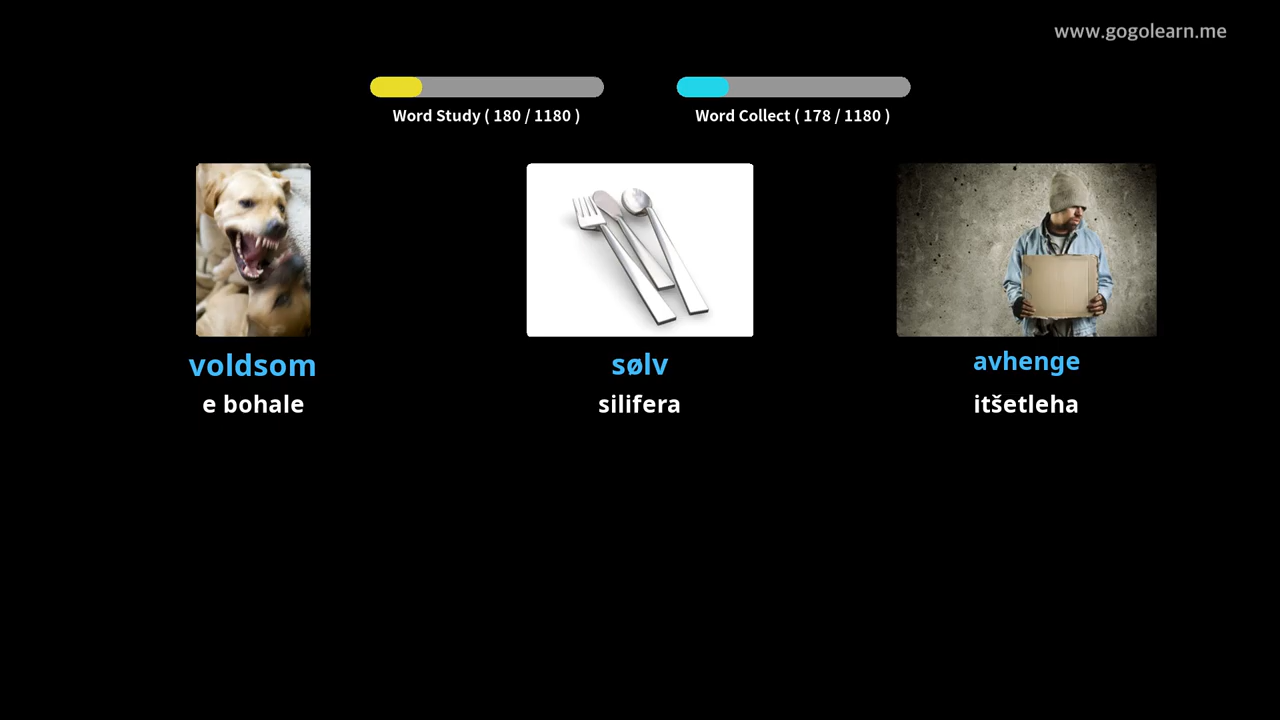 www.gogolearn.me
Word Study ( 180 / 1180 )
Word Collect ( 178 / 1180 )
voldsom
sølv
avhenge
e bohale
silifera
itšetleha